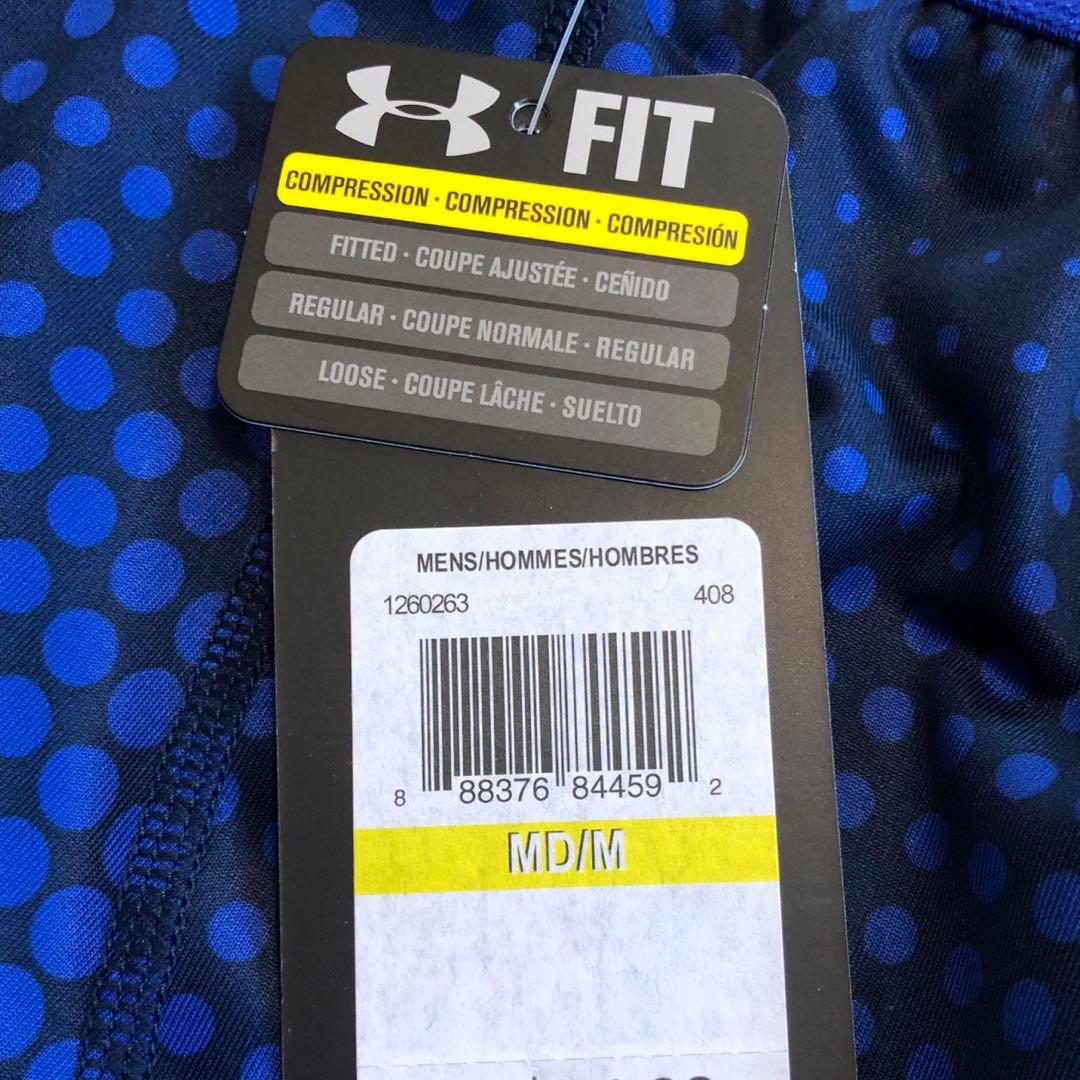 FIT
COMPRESSION · COMPRESSION · COMPRESIÓN
FITTED · COUPE AJUSTÉE · CEÑIDO
REGULAR · COUPE NORMALE · REGULAR
LOOSE · COUPE LÂCHE · SUELTO
MENS/HOMMES/HOMBRES
1260263 408
8 88376 84459 2
MD/M